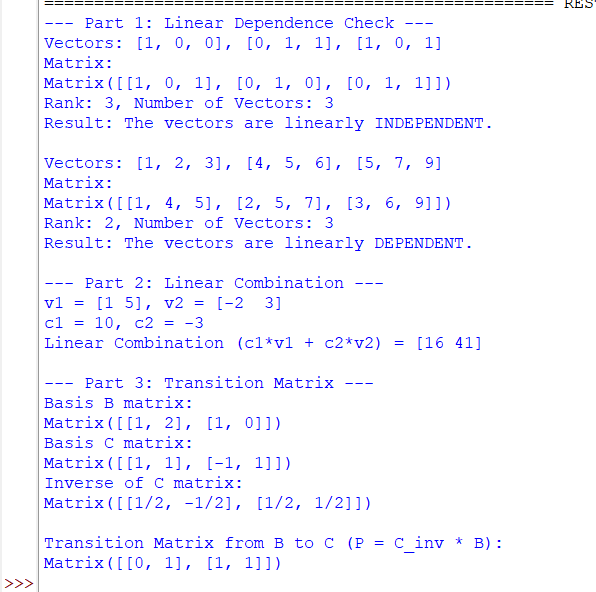 --- Part 1: Linear Dependence Check ---
Vectors: [1, 0, 0], [0, 1, 1], [1, 0, 1]
Matrix:
Matrix([[1, 0, 1], [0, 1, 0], [0, 1, 1]])
Rank: 3, Number of Vectors: 3
Result: The vectors are linearly INDEPENDENT.

Vectors: [1, 2, 3], [4, 5, 6], [5, 7, 9]
Matrix:
Matrix([[1, 4, 5], [2, 5, 7], [3, 6, 9]])
Rank: 2, Number of Vectors: 3
Result: The vectors are linearly DEPENDENT.

--- Part 2: Linear Combination ---
v1 = [1 5], v2 = [-2  3]
c1 = 10, c2 = -3
Linear Combination (c1*v1 + c2*v2) = [16 41]

--- Part 3: Transition Matrix ---
Basis B matrix:
Matrix([[1, 2], [1, 0]])
Basis C matrix:
Matrix([[1, 1], [-1, 1]])
Inverse of C matrix:
Matrix([[1/2, -1/2], [1/2, 1/2]])

Transition Matrix from B to C (P = C_inv * B):
Matrix([[0, 1], [1, 1]])
>>>